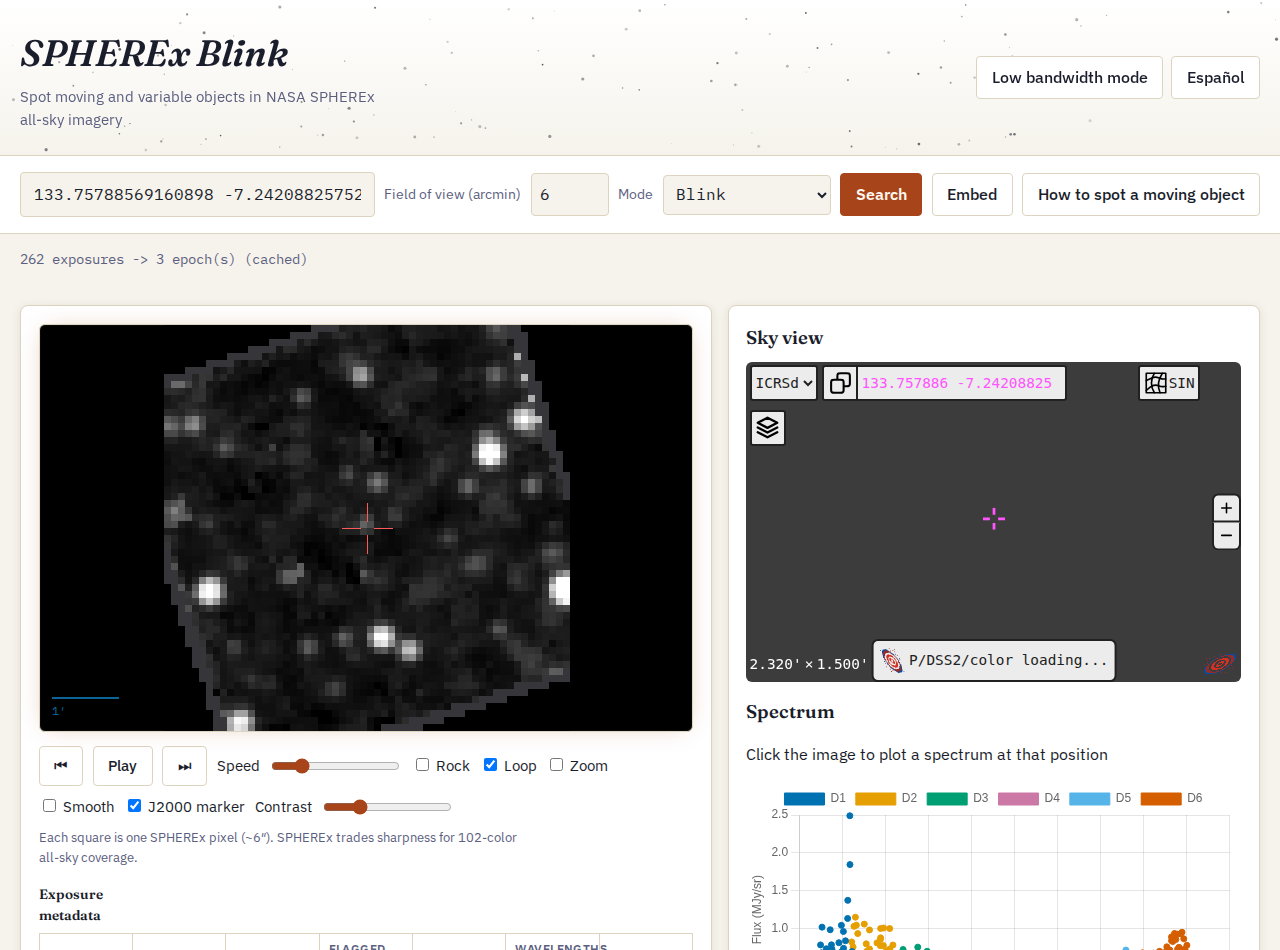 SPHEREx Blink
Spot moving and variable objects in NASA SPHEREx
all-sky imagery
Low bandwidth mode
Español
133.75788569160898 -7.24208825752
Field of view (arcmin)
6
Mode
Blink
Search
Embed
How to spot a moving object
262 exposures -> 3 epoch(s) (cached)
1'
⏮
Play
⏭
Speed
Rock
Loop
Zoom
Smooth
J2000 marker
Contrast
Each square is one SPHEREx pixel (~6″). SPHEREx trades sharpness for 102-color
all-sky coverage.
Exposure
metadata
FLAGGED
WAVELENGTHS
Sky view
ICRSd
133.757886 -7.24208825
SIN
+
−
2.320' × 1.500'
P/DSS2/color loading...
Spectrum
Click the image to plot a spectrum at that position
D1
D2
D3
D4
D5
D6
2.5
2.0
1.5
1.0
Flux (MJy/sr)